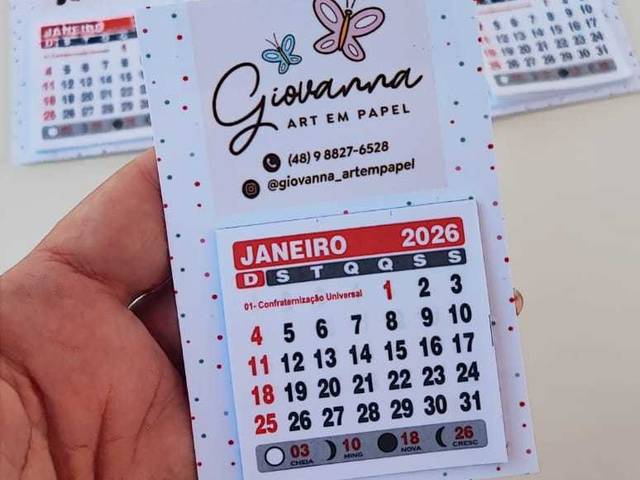 Giovanna
ART EM PAPEL
(48) 9 8827-6528
@giovanna_artempapel
JANEIRO 2026
D S T Q Q S S
01- Confraternização Universal 1 2 3
4 5 6 7 8 9 10
11 12 13 14 15 16 17
18 19 20 21 22 23 24
25 26 27 28 29 30 31
03 CHEIA 10 MING 18 NOVA 26 CRESC
JANEIRO